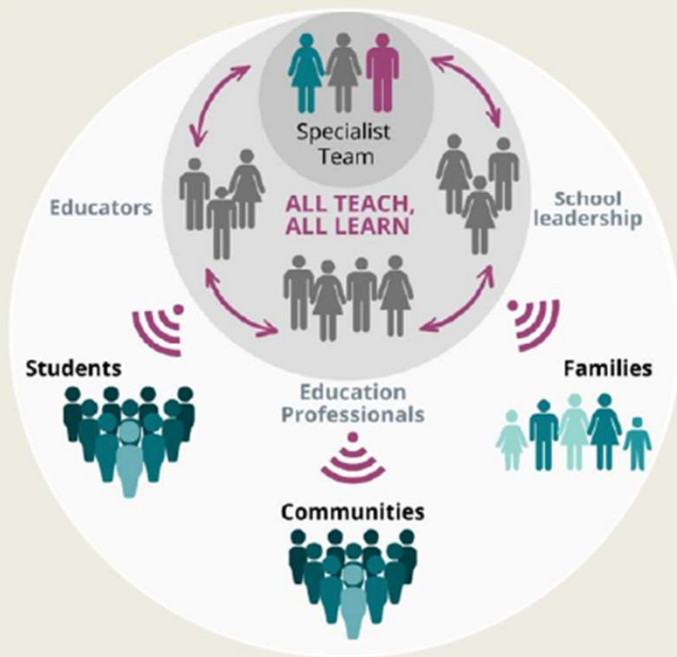 Specialist
Team
Educators
ALL TEACH,
ALL LEARN
School
leadership
Students
Education
Professionals
Families
Communities